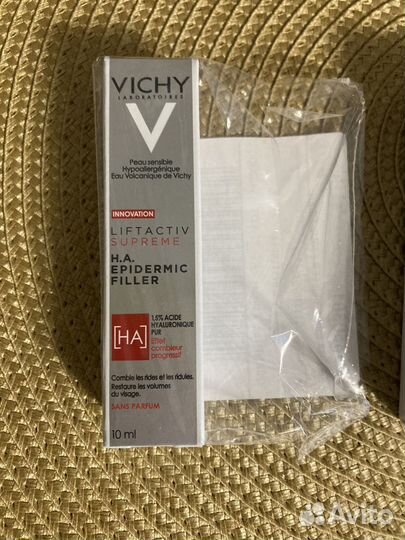 VICHY
LABORATOIRES
V
Peau sensible
Hypoallergénique
Eau Volcanique de Vichy
INNOVATION
LIFTACTIV
SUPREME
H.A.
EPIDERMIC
FILLER
1,5% ACIDE
HYALURONIQUE
PUR
[HA]
Effet
combleur
progressif
Comble les rides et les ridules.
Restaure les volumes
du visage.
SANS PARFUM
10 ml
Avito